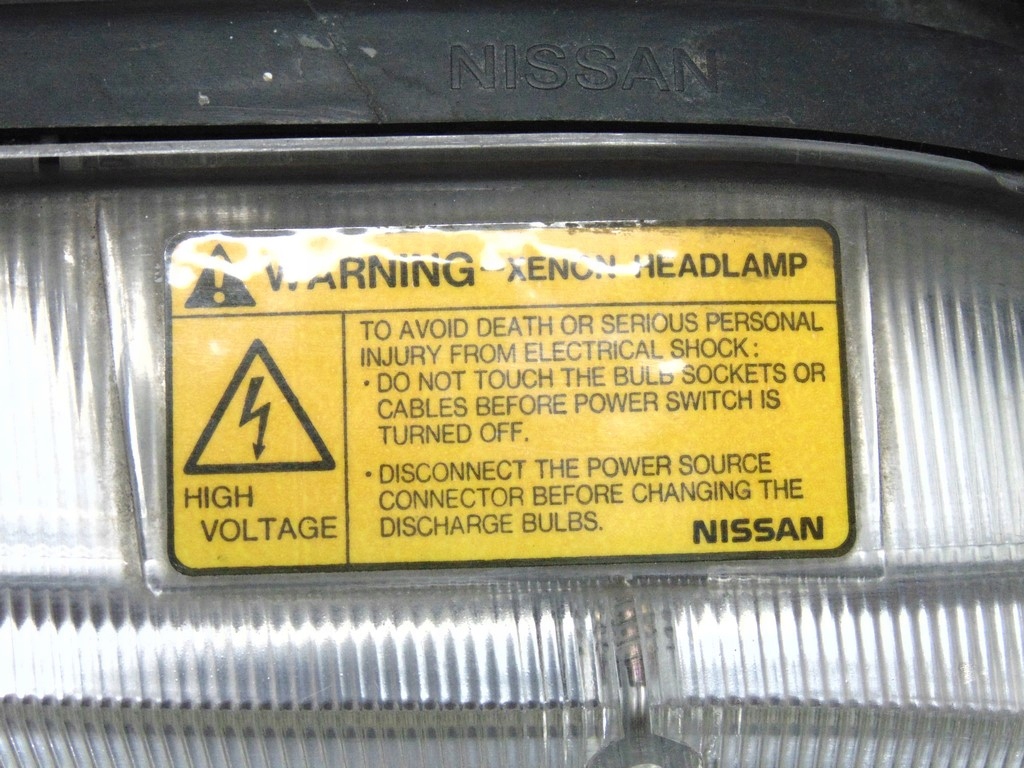 NISSAN
WARNING - XENON HEADLAMP
TO AVOID DEATH OR SERIOUS PERSONAL
INJURY FROM ELECTRICAL SHOCK :
• DO NOT TOUCH THE BULB SOCKETS OR
CABLES BEFORE POWER SWITCH IS
TURNED OFF.
• DISCONNECT THE POWER SOURCE
CONNECTOR BEFORE CHANGING THE
DISCHARGE BULBS.
HIGH
VOLTAGE
NISSAN